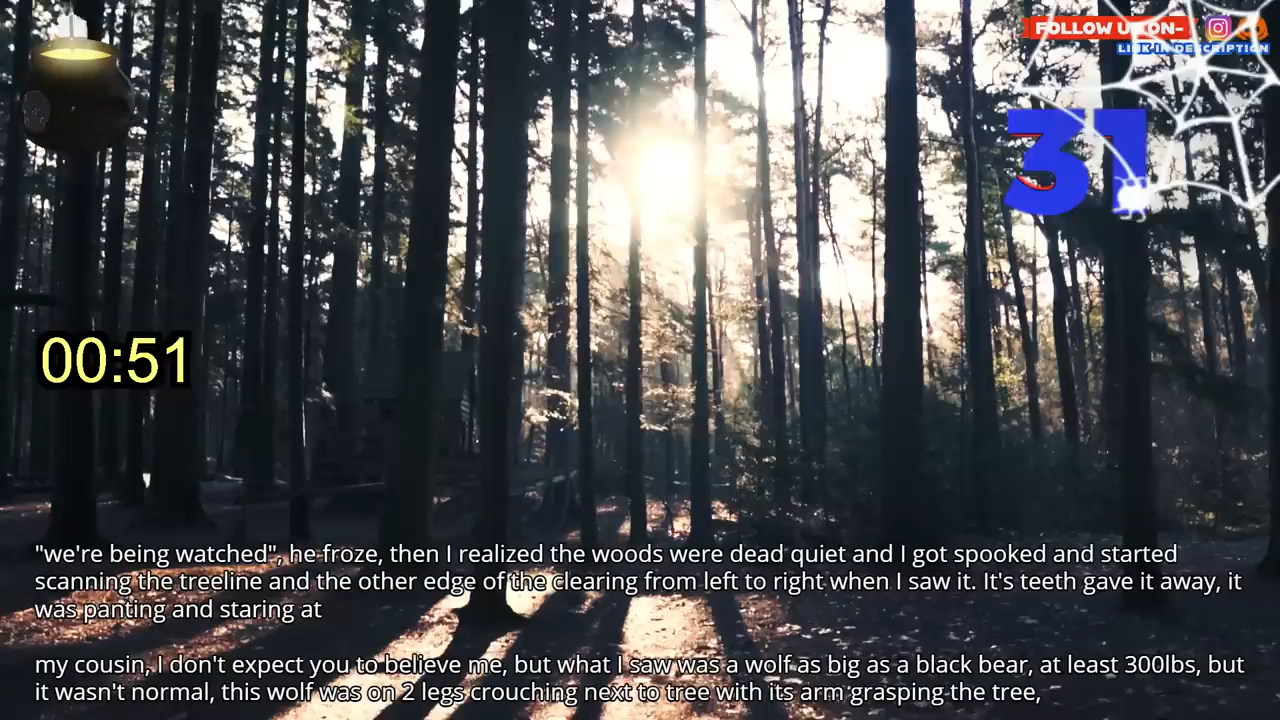 FOLLOW US ON-
LINK IN DESCRIPTION
31
00:51
"we're being watched", he froze, then I realized the woods were dead quiet and I got spooked and started
scanning the treeline and the other edge of the clearing from left to right when I saw it. It's teeth gave it away, it
was panting and staring at
my cousin, I don't expect you to believe me, but what I saw was a wolf as big as a black bear, at least 300lbs, but
it wasn't normal, this wolf was on 2 legs crouching next to tree with its arm grasping the tree,